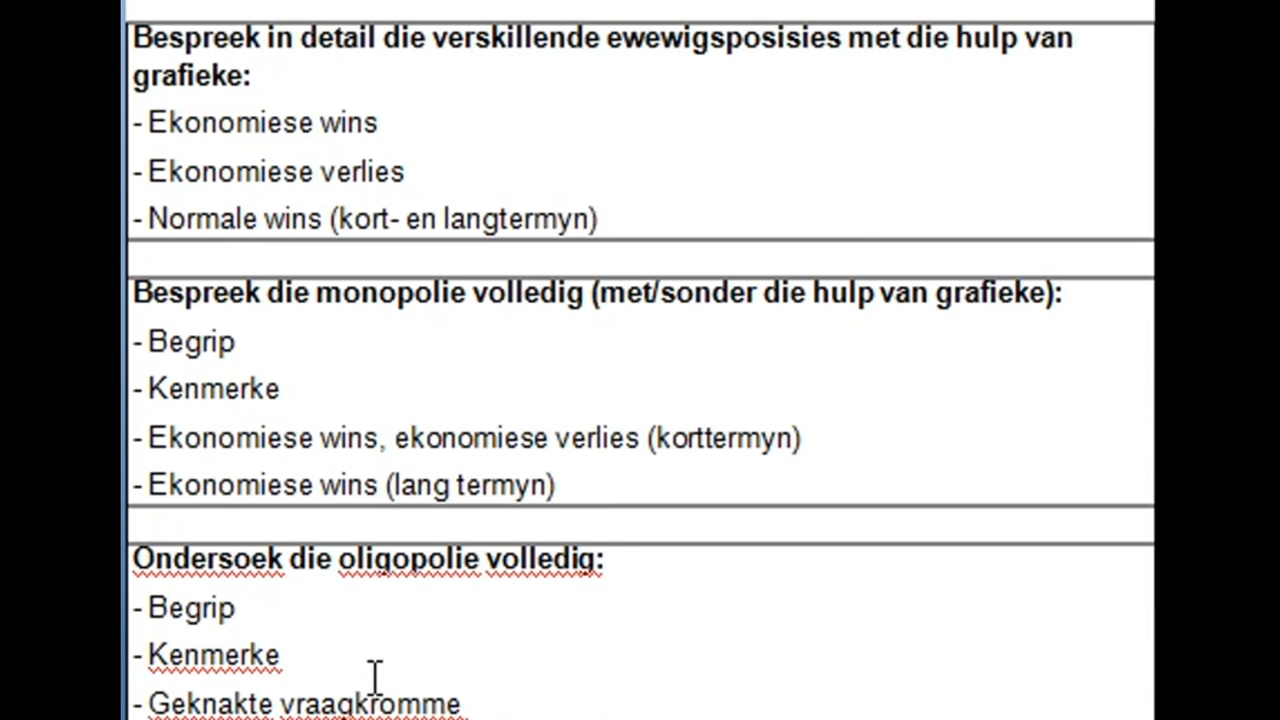 Bespreek in detail die verskillende ewewigsposisies met die hulp van
grafieke:
- Ekonomiese wins
- Ekonomiese verlies
- Normale wins (kort- en langtermyn)
Bespreek die monopolie volledig (met/sonder die hulp van grafieke):
- Begrip
- Kenmerke
- Ekonomiese wins, ekonomiese verlies (korttermyn)
- Ekonomiese wins (lang termyn)
Ondersoek die oligopolie volledig:
- Begrip
- Kenmerke
- Geknakte vraagkromme